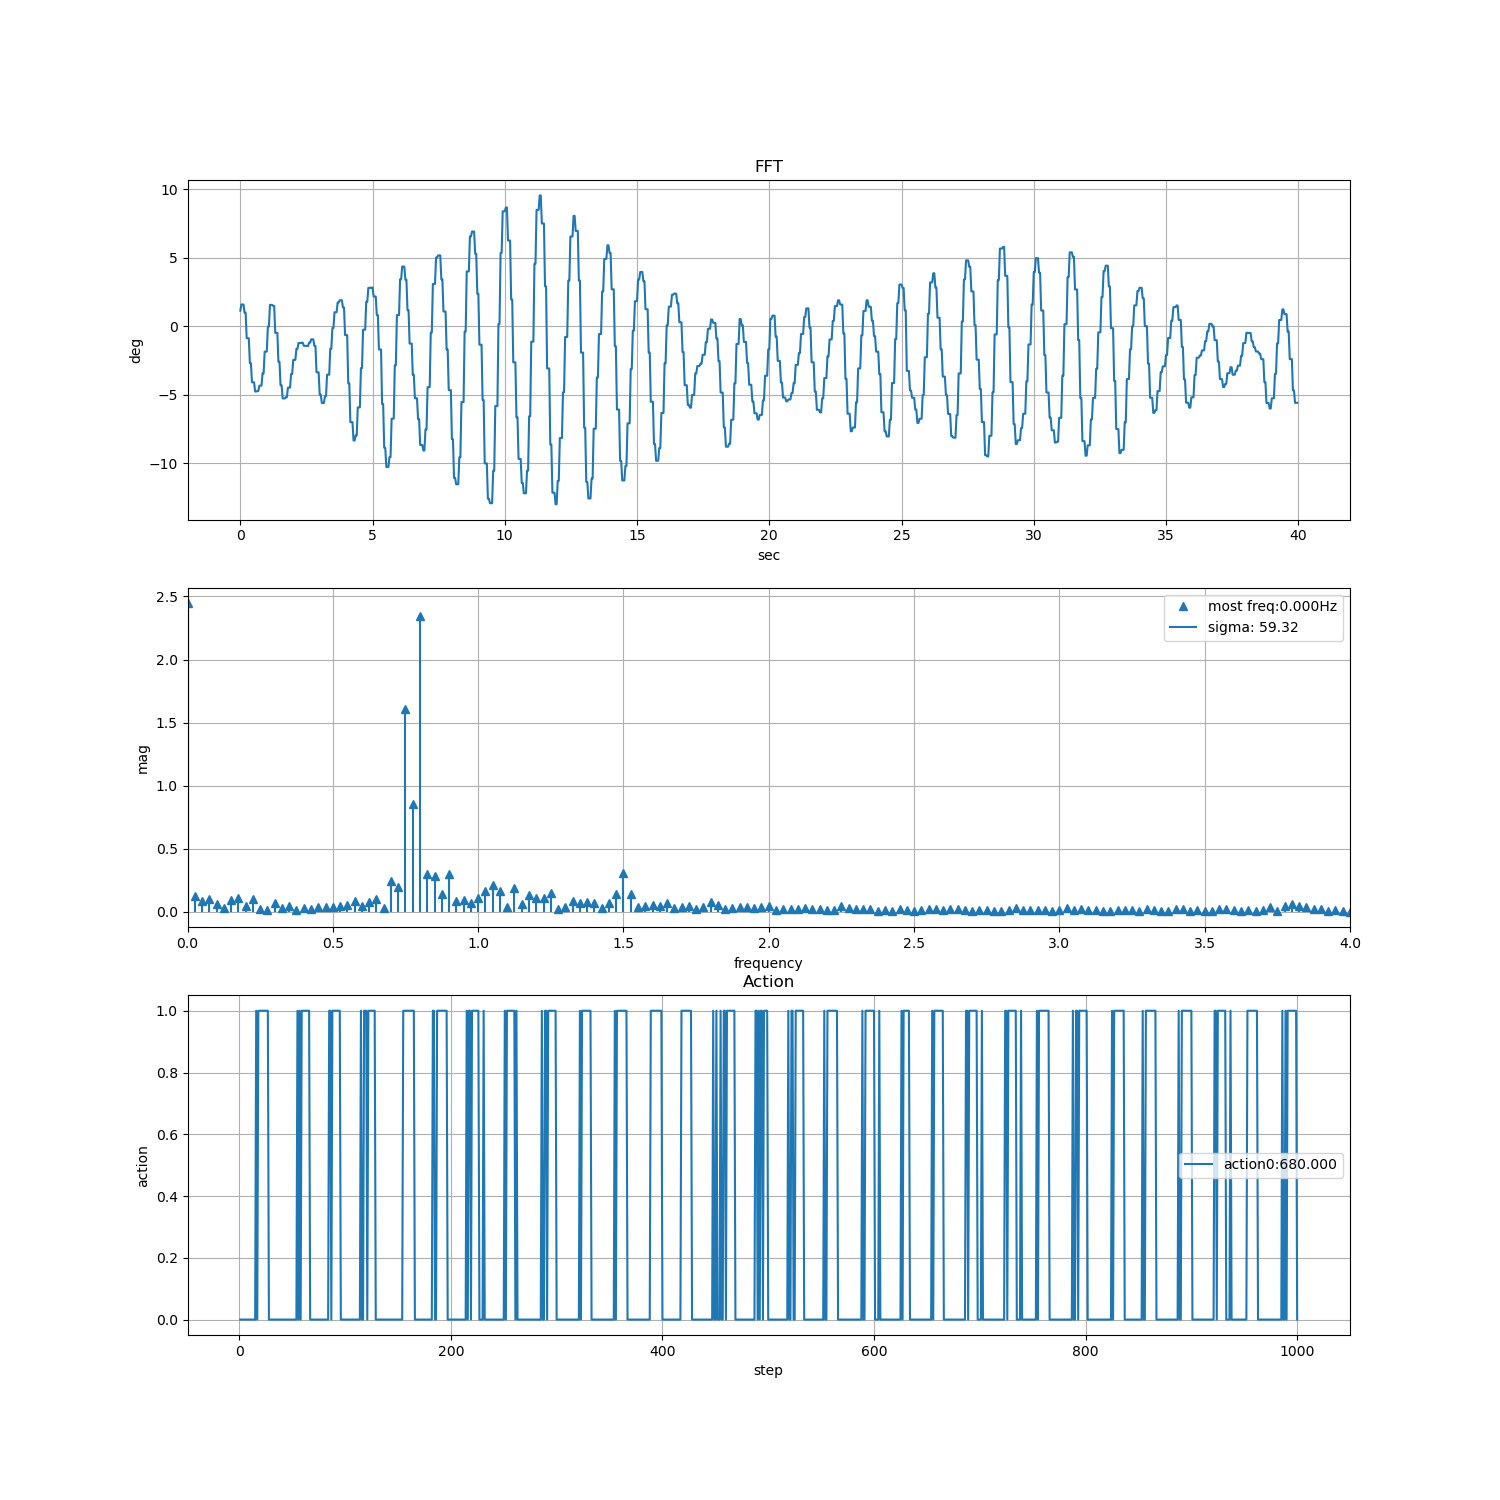 FFT
10
5
0
−5
−10
deg
0 5 10 15 20 25 30 35 40
sec
2.5
2.0
1.5
1.0
0.5
0.0
mag
most freq:0.000Hz
sigma: 59.32
0.0 0.5 1.0 1.5 2.0 2.5 3.0 3.5 4.0
frequency
Action
1.0
0.8
0.6
0.4
0.2
0.0
action
action0:680.000
0 200 400 600 800 1000
step